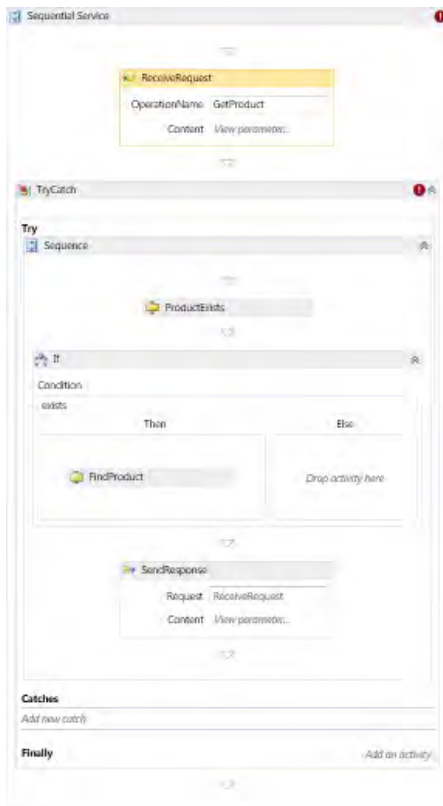 Sequential Service
ReceiveRequest
OperationName GetProduct
Content View parameter...
TryCatch
Try
Sequence
ProductExists
If
Condition
exists
Then Else
FindProduct Drop activity here
SendResponse
Request ReceiveRequest
Content View parameter...
Catches
Add new catch
Finally Add an activity